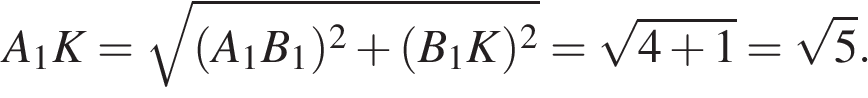 A₁K = √((A₁B₁)² + (B₁K)²) = √(4 + 1) = √5.